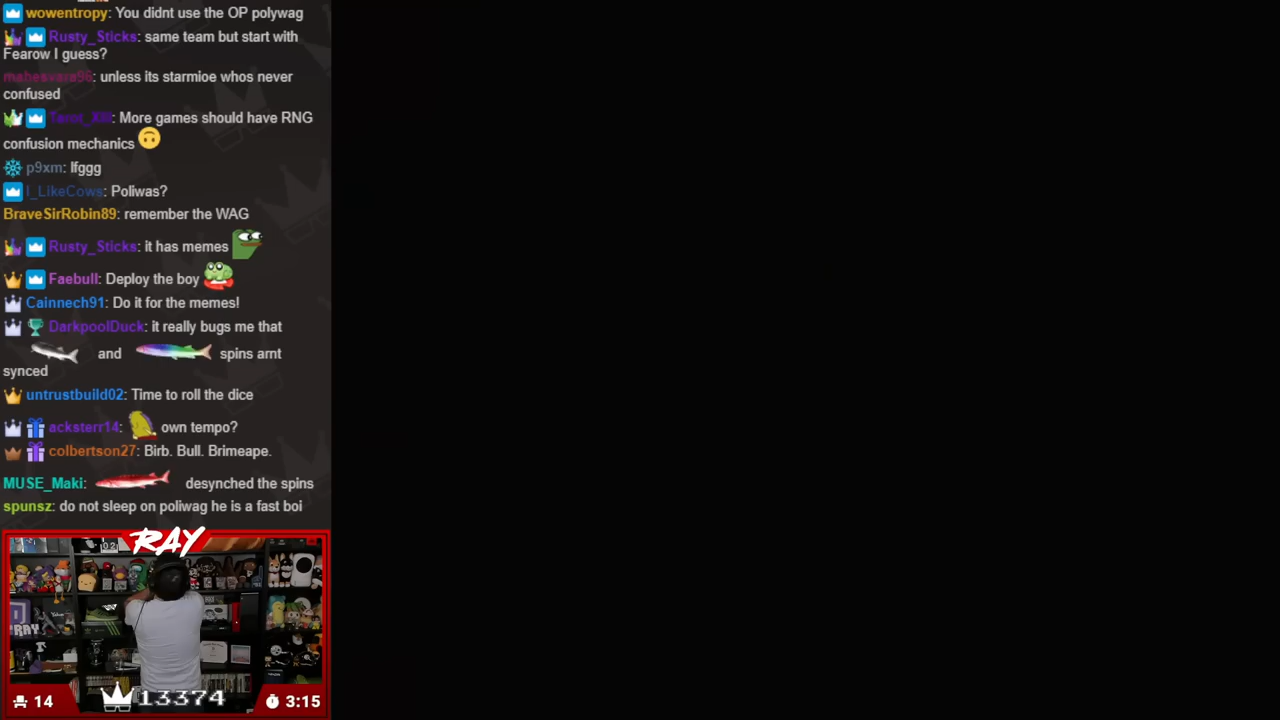 wowentropy: You didnt use the OP polywag
Rusty_Sticks: same team but start with
Fearow I guess?
mahesvara98: unless its starmioe whos never
confused
: More games should have RNG
confusion mechanics
p9xm: lfggg
I_LikeCows: Poliwas?
BraveSirRobin89: remember the WAG
Rusty_Sticks: it has memes
Faebull: Deploy the boy
Cainnech91: Do it for the memes!
DarkpoolDuck: it really bugs me that
and spins arnt
synced
untrustbuild02: Time to roll the dice
acksterr14: own tempo?
colbertson27: Birb. Bull. Brimeape.
MUSE_Maki: desynched the spins
spunsz: do not sleep on poliwag he is a fast boi
RAY
14 13374 3:15